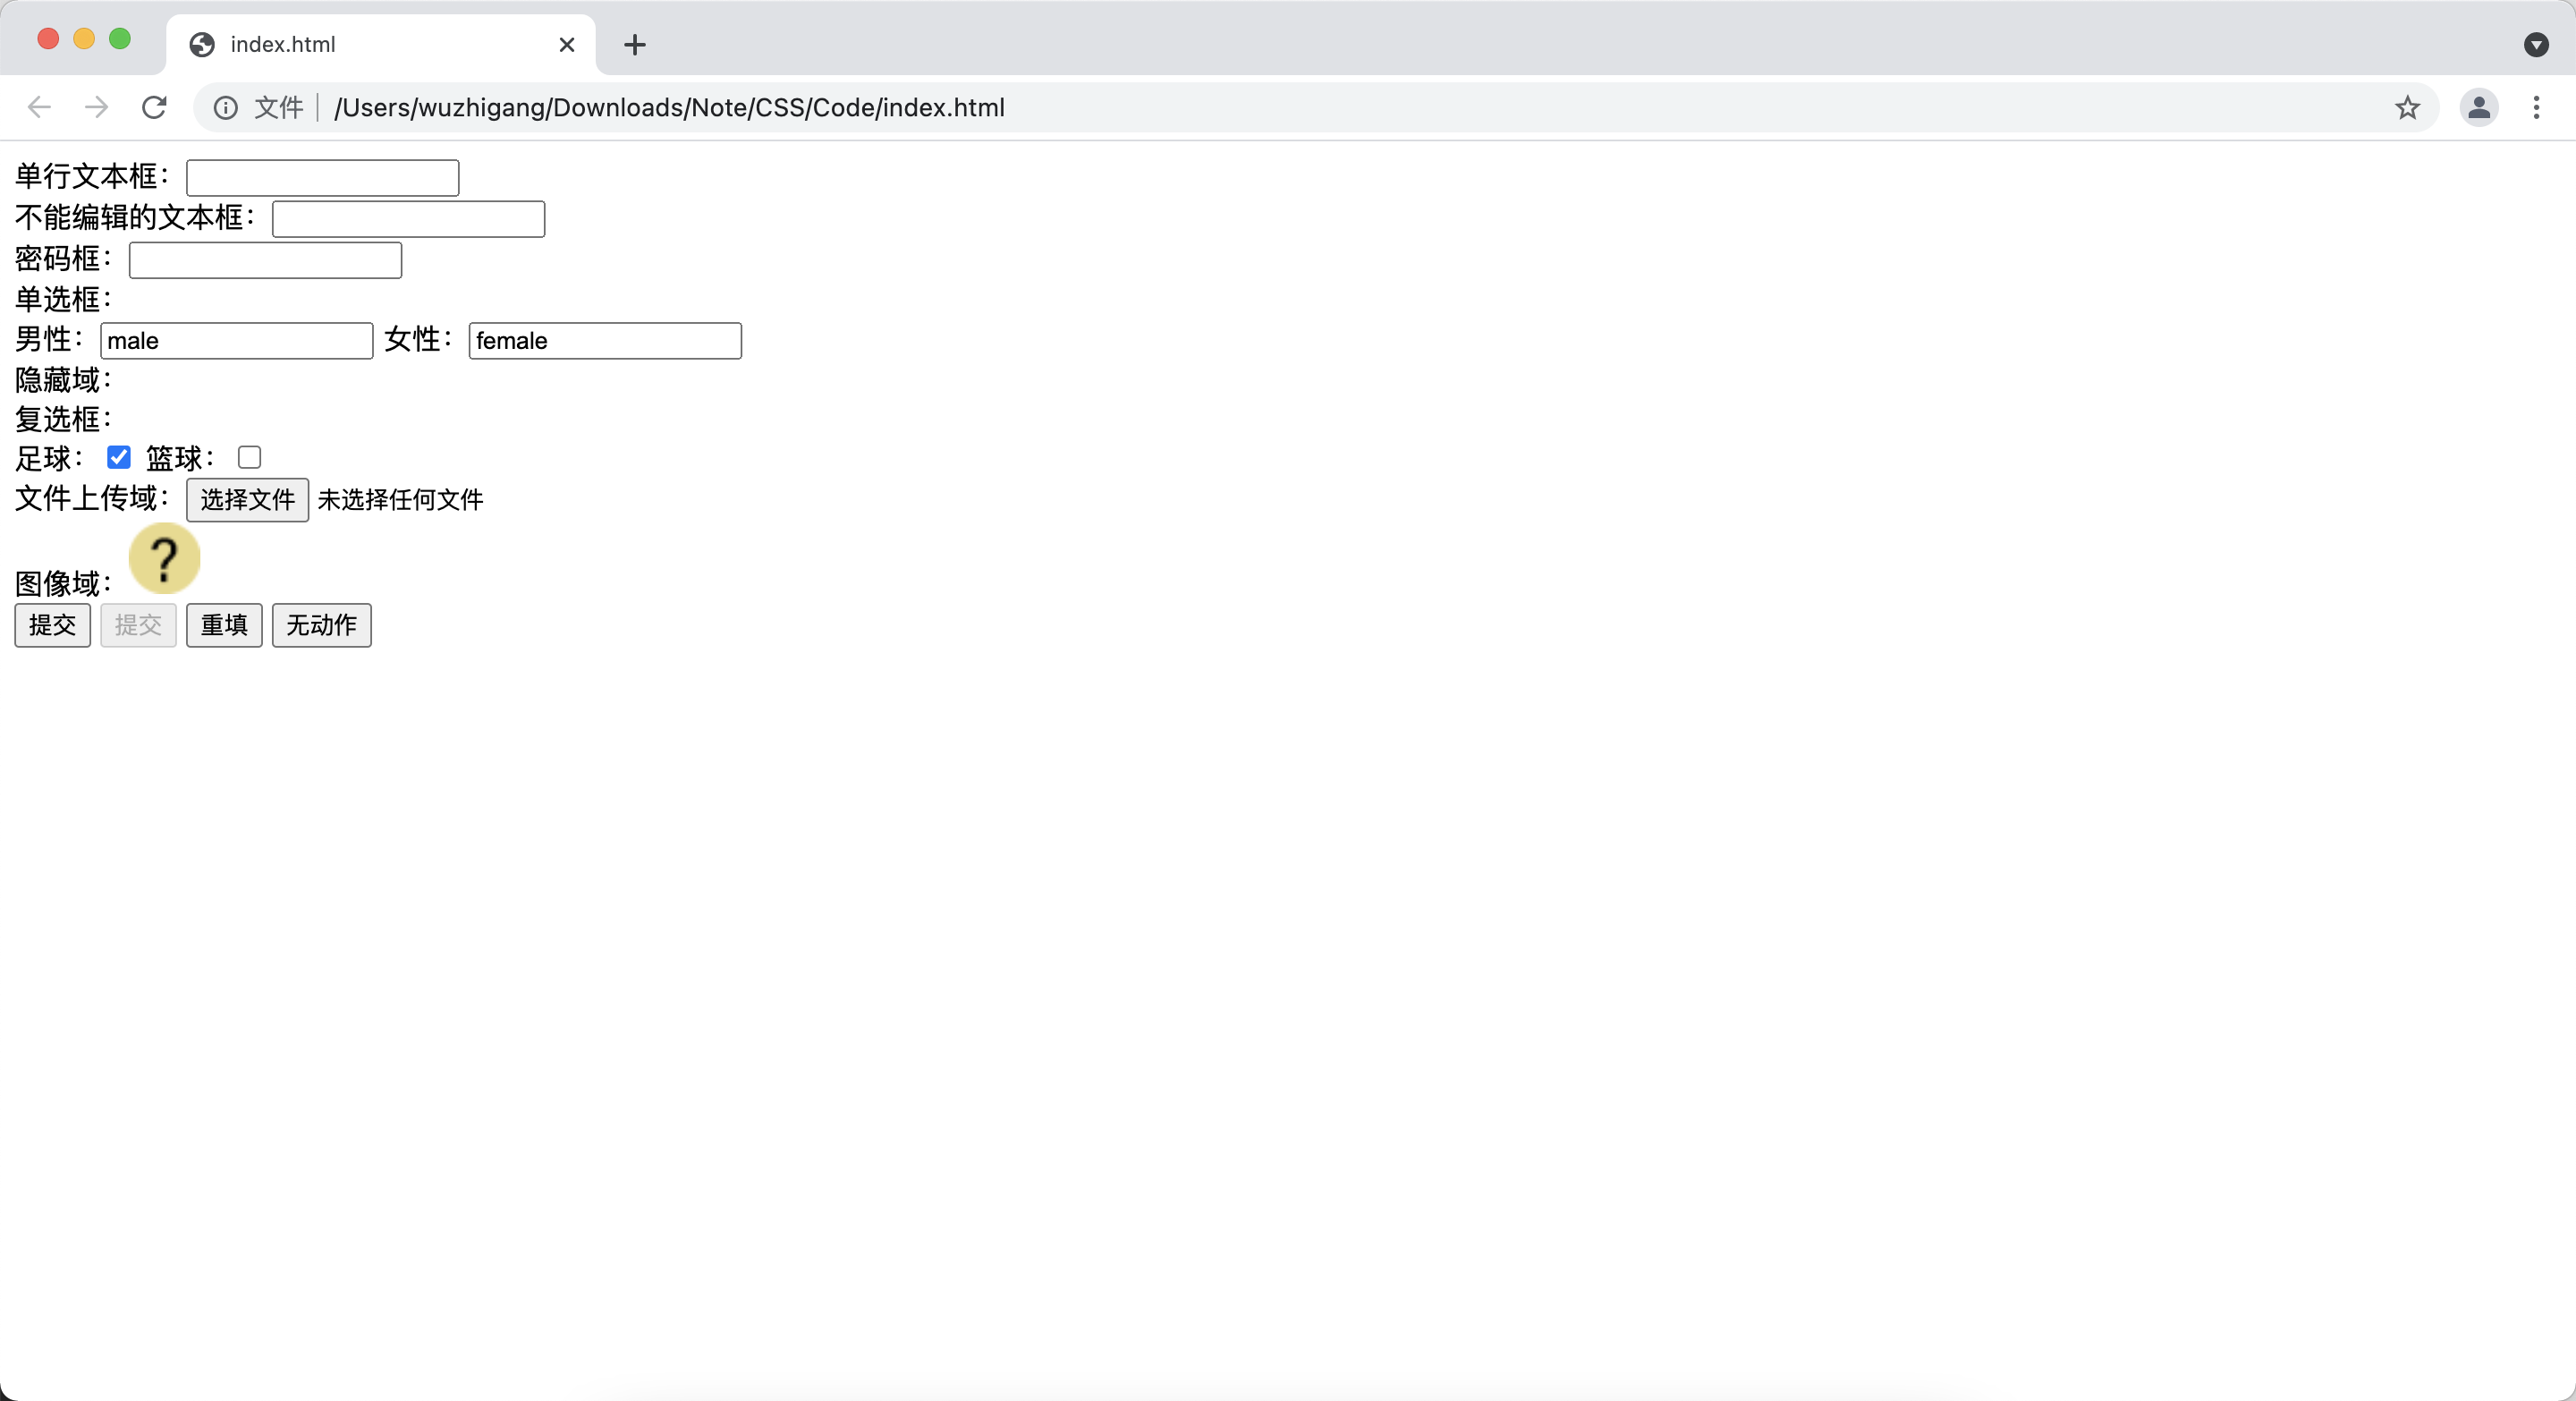 index.html
文件 /Users/wuzhigang/Downloads/Note/CSS/Code/index.html
单行文本框：
不能编辑的文本框：
密码框：
单选框：
男性： male 女性： female
隐藏域：
复选框：
足球： 篮球：
文件上传域： 选择文件 未选择任何文件
?
图像域：
提交 提交 重填 无动作